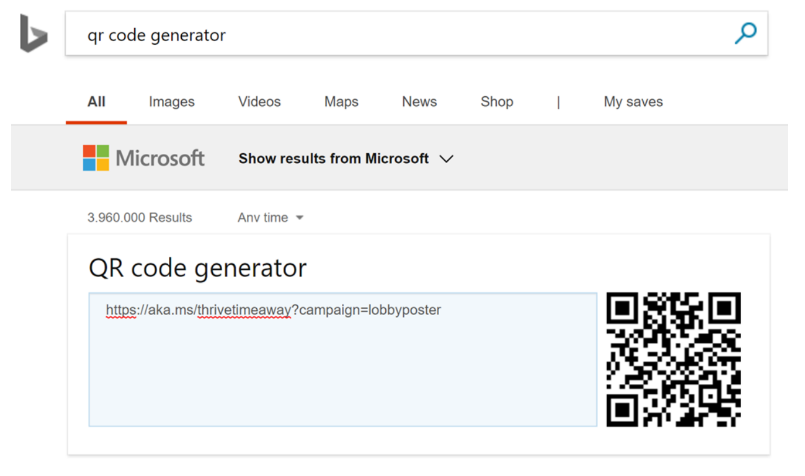 qr code generator
All Images Videos Maps News Shop | My saves
Microsoft Show results from Microsoft
3.960.000 Results Any time
QR code generator
https://aka.ms/thrivetimeaway?campaign=lobbyposter